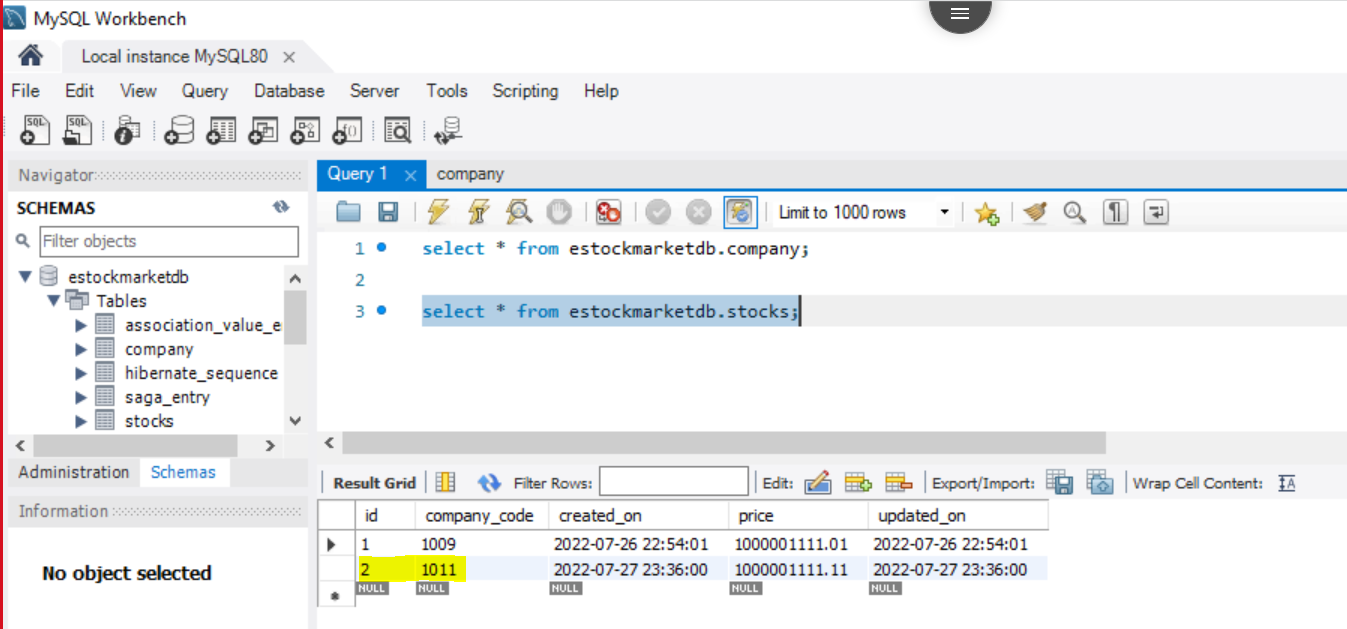 MySQL Workbench
Local instance MySQL80
File Edit View Query Database Server Tools Scripting Help
SQL SQL
Navigator
Query 1 company
SCHEMAS
Limit to 1000 rows
Filter objects
1 select * from estockmarketdb.company;
2
3 select * from estockmarketdb.stocks;
estockmarketdb
Tables
association_value_e
company
hibernate_sequence
saga_entry
stocks
Administration Schemas
Result Grid Filter Rows: Edit: Export/Import: Wrap Cell Content: IA
Information
No object selected
id company_code created_on price updated_on
1 1009 2022-07-26 22:54:01 1000001111.01 2022-07-26 22:54:01
2 1011 2022-07-27 23:36:00 1000001111.11 2022-07-27 23:36:00
NULL NULL NULL NULL NULL